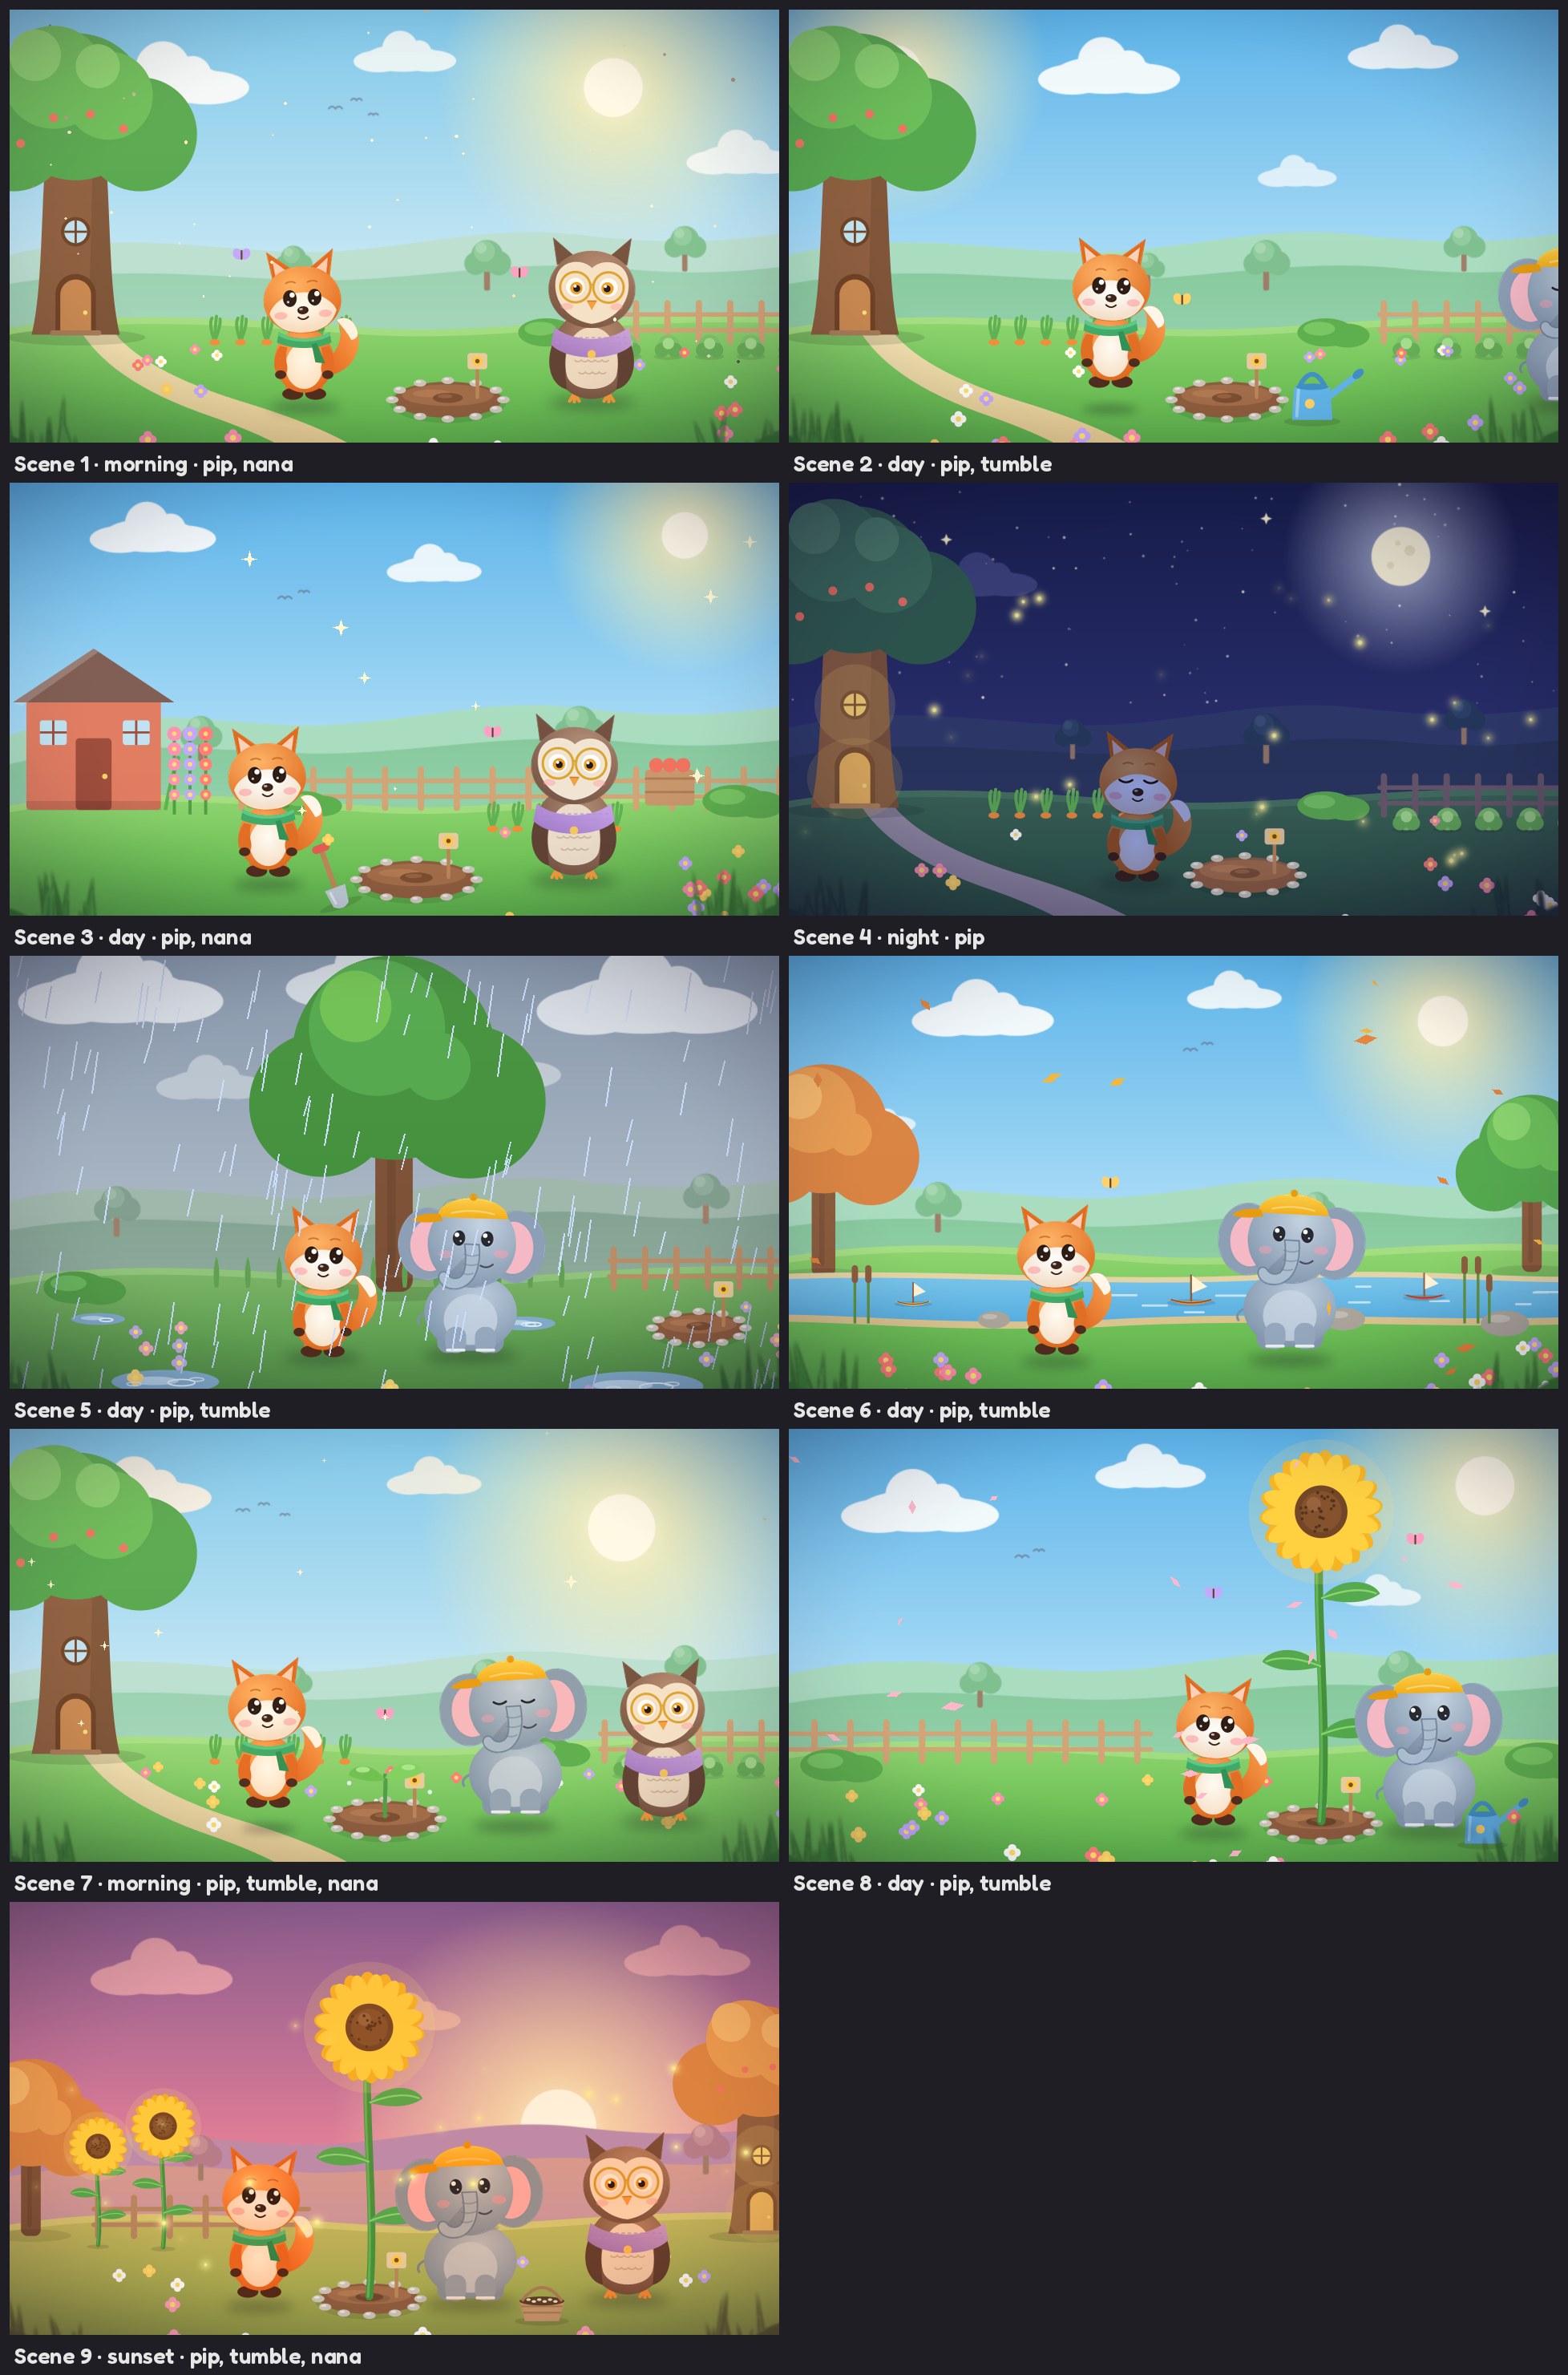 Scene 1 · morning · pip, nana
Scene 2 · day · pip, tumble
Scene 3 · day · pip, nana
Scene 4 · night · pip
Scene 5 · day · pip, tumble
Scene 6 · day · pip, tumble
Scene 7 · morning · pip, tumble, nana
Scene 8 · day · pip, tumble
Scene 9 · sunset · pip, tumble, nana